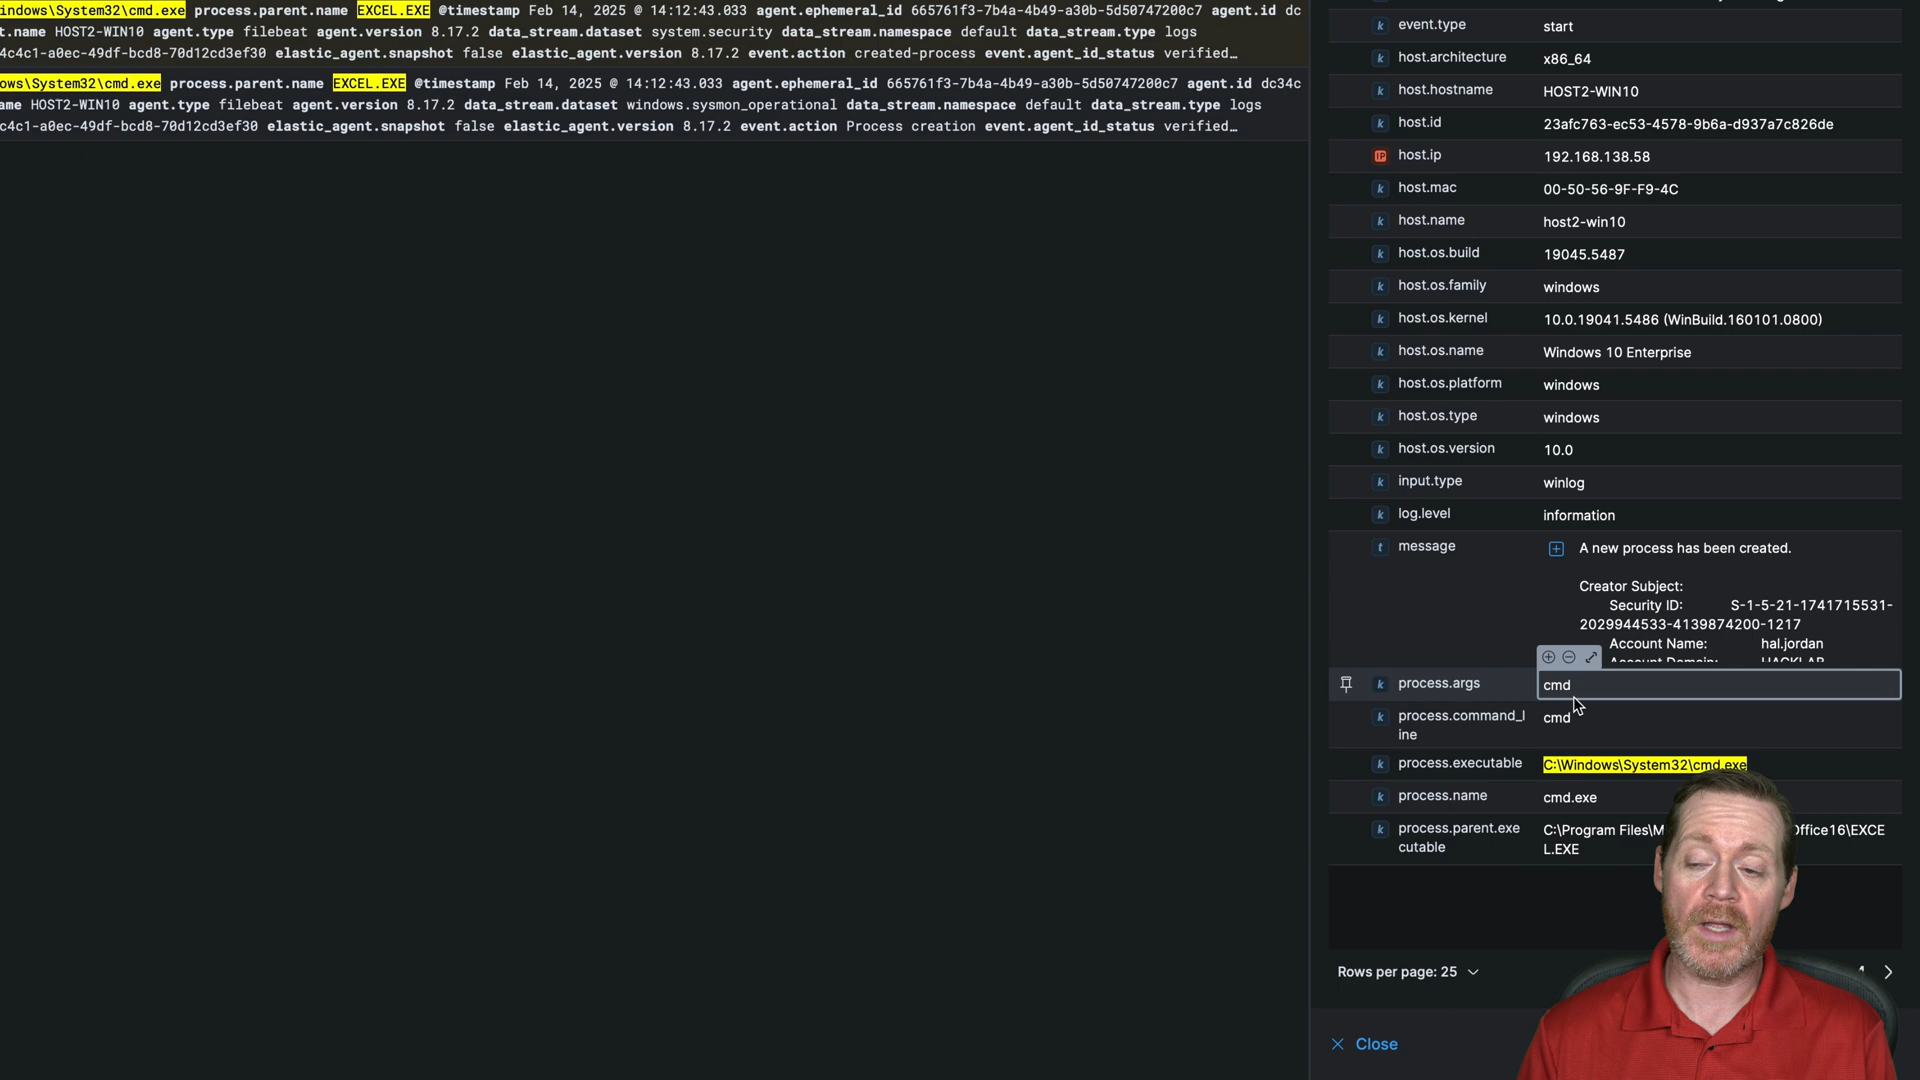 indows\System32\cmd.exe process.parent.name EXCEL.EXE @timestamp Feb 14, 2025 @ 14:12:43.033 agent.ephemeral_id 665761f3-7b4a-4b49-a30b-5d50747200c7 agent.id dc
t.name HOST2-WIN10 agent.type filebeat agent.version 8.17.2 data_stream.dataset system.security data_stream.namespace default data_stream.type logs
c4c1-a0ec-49df-bcd8-70d12cd3ef30 elastic_agent.snapshot false elastic_agent.version 8.17.2 event.action created-process event.agent_id_status verified…
ows\System32\cmd.exe process.parent.name EXCEL.EXE @timestamp Feb 14, 2025 @ 14:12:43.033 agent.ephemeral_id 665761f3-7b4a-4b49-a30b-5d50747200c7 agent.id dc34c
ame HOST2-WIN10 agent.type filebeat agent.version 8.17.2 data_stream.dataset windows.sysmon_operational data_stream.namespace default data_stream.type logs
c4c1-a0ec-49df-bcd8-70d12cd3ef30 elastic_agent.snapshot false elastic_agent.version 8.17.2 event.action Process creation event.agent_id_status verified…
event.type start
k host.architecture x86_64
k host.hostname HOST2-WIN10
k host.id 23afc763-ec53-4578-9b6a-d937a7c826de
IP host.ip 192.168.138.58
k host.mac 00-50-56-9F-F9-4C
k host.name host2-win10
k host.os.build 19045.5487
k host.os.family windows
k host.os.kernel 10.0.19041.5486 (WinBuild.160101.0800)
k host.os.name Windows 10 Enterprise
k host.os.platform windows
k host.os.type windows
k host.os.version 10.0
k input.type winlog
k log.level information
t message A new process has been created.
Creator Subject:
Security ID: S-1-5-21-1741715531-
2029944533-4139874200-1217
Account Name: hal.jordan
Account Domain: HACKLAB
k process.args cmd
k process.command_l cmd
ine
k process.executable C:\Windows\System32\cmd.exe
k process.name cmd.exe
k process.parent.exe C:\Program Files\M Office16\EXCE
cutable L.EXE
Rows per page: 25
Close